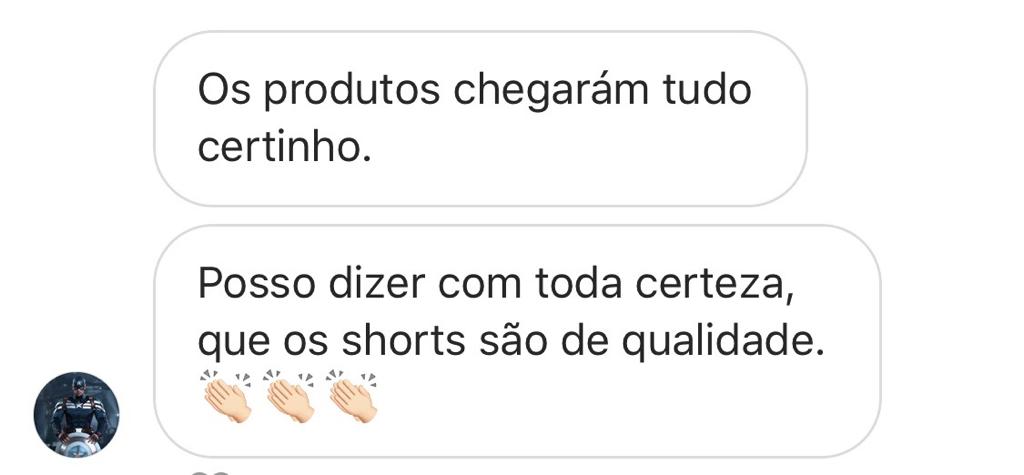 Os produtos chegarám tudo
certinho.
Posso dizer com toda certeza,
que os shorts são de qualidade.
👏🏻👏🏻👏🏻